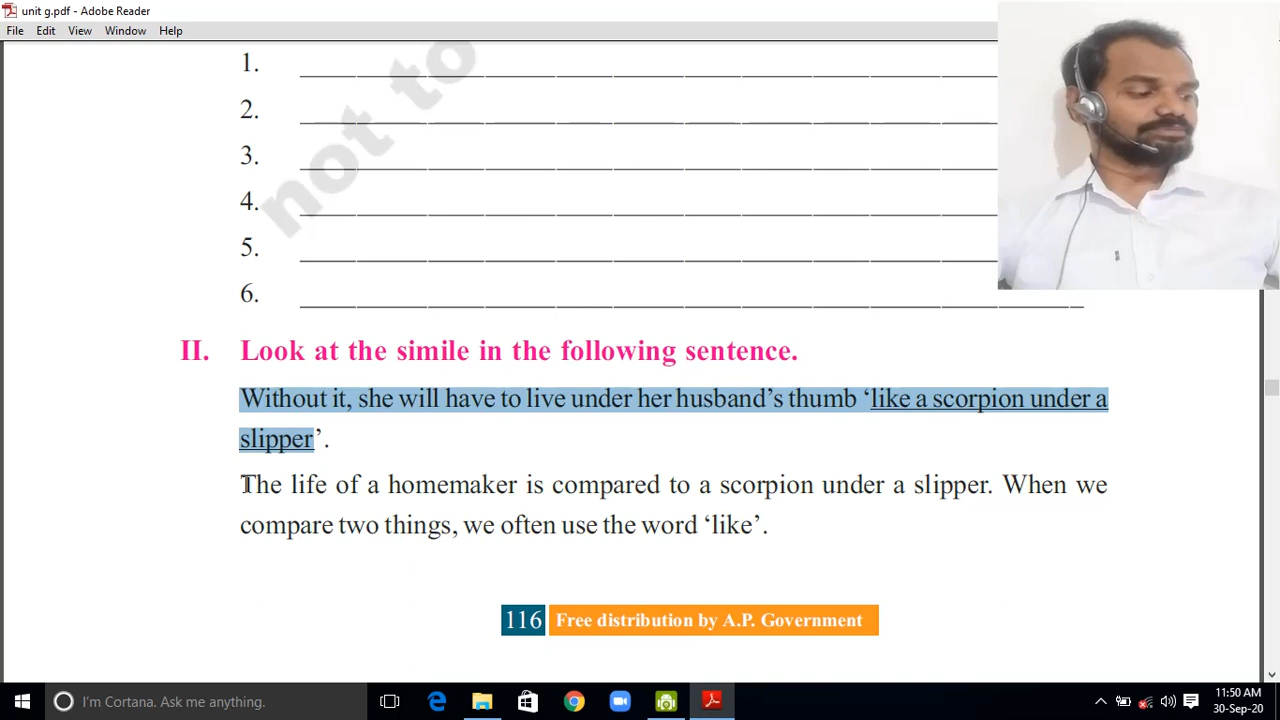 unit g.pdf - Adobe Reader
File Edit View Window Help
not to
1.
2.
3.
4.
5.
6.
II. Look at the simile in the following sentence.
Without it, she will have to live under her husband’s thumb ‘like a scorpion under a
slipper’.
The life of a homemaker is compared to a scorpion under a slipper. When we
compare two things, we often use the word ‘like’.
116 Free distribution by A.P. Government
I'm Cortana. Ask me anything.
11:50 AM
30-Sep-20